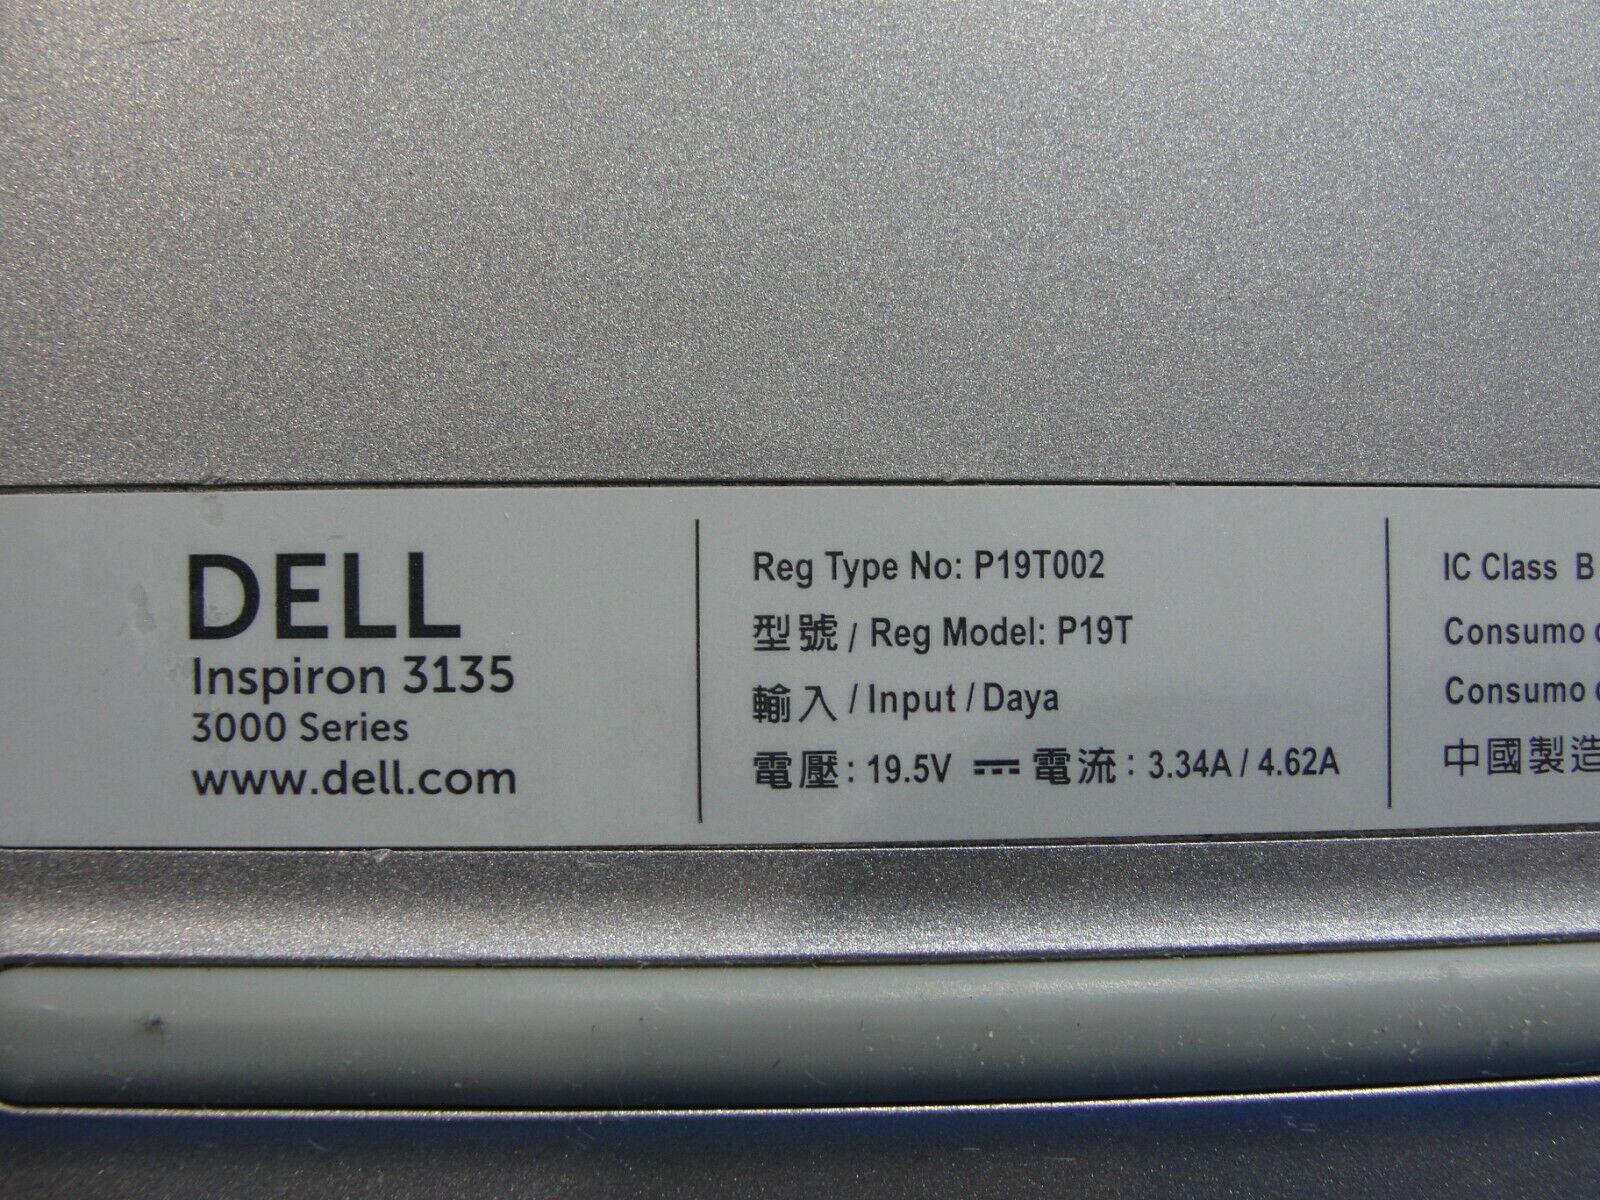 DELL
Inspiron 3135
3000 Series
www.dell.com
Reg Type No: P19T002
型號 / Reg Model: P19T
輸入 / Input / Daya
電壓: 19.5V ⎓ 電流: 3.34A / 4.62A
IC Class B
Consumo
Consumo
中國製造